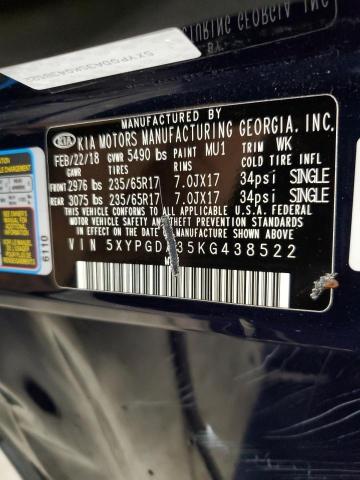 MANUFACTURED BY
KIA KIA MOTORS MANUFACTURING GEORGIA, INC.
FEB/22/18 GVWR 5490 lbs PAINT MU1 TRIM WK
GAWR TIRES RIMS COLD TIRE INFL
FRONT 2976 lbs 235/65R17 7.0JX17 34psi SINGLE
REAR 3075 lbs 235/65R17 7.0JX17 34psi SINGLE
THIS VEHICLE CONFORMS TO ALL APPLICABLE U.S.A. FEDERAL
MOTOR VEHICLE SAFETY STANDARDS
IN EFFECT ON THE DATE OF MANUFACTURE SHOWN ABOVE
VIN 5XYPGDA35KG438522
6110